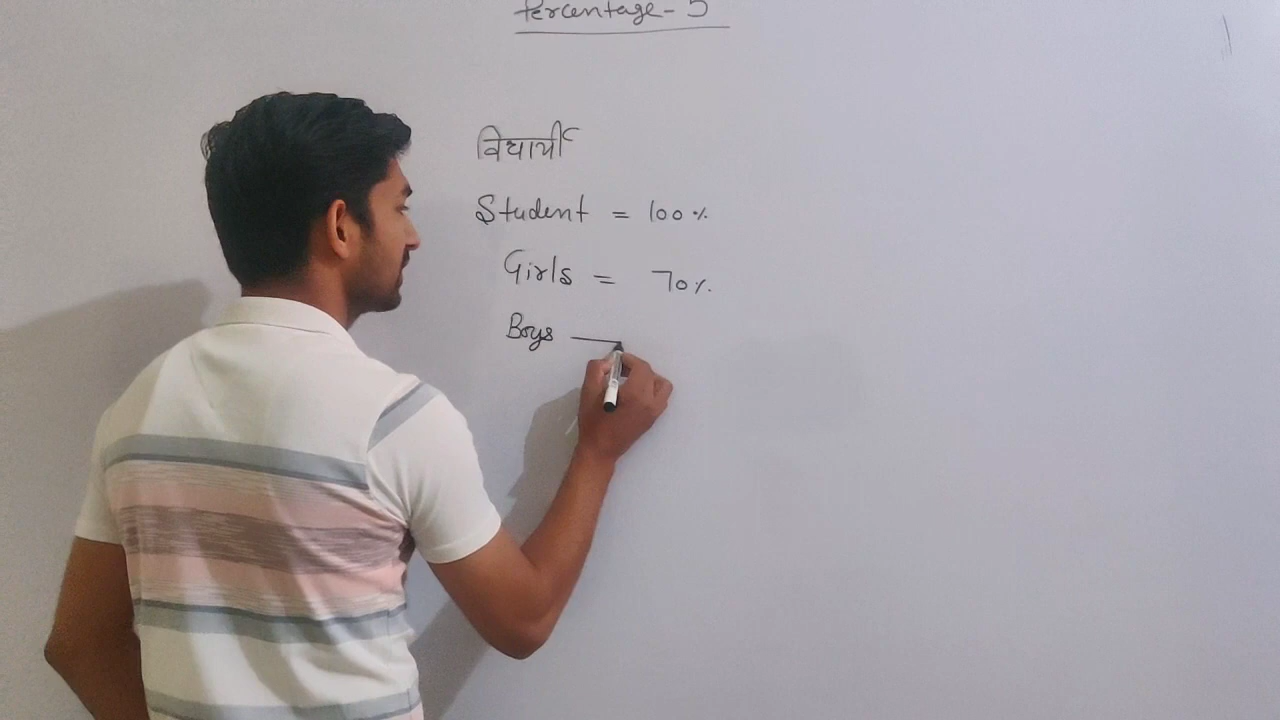 Percentage - 5
विद्यार्थी
Student = 100%
Girls = 70%
Boys —